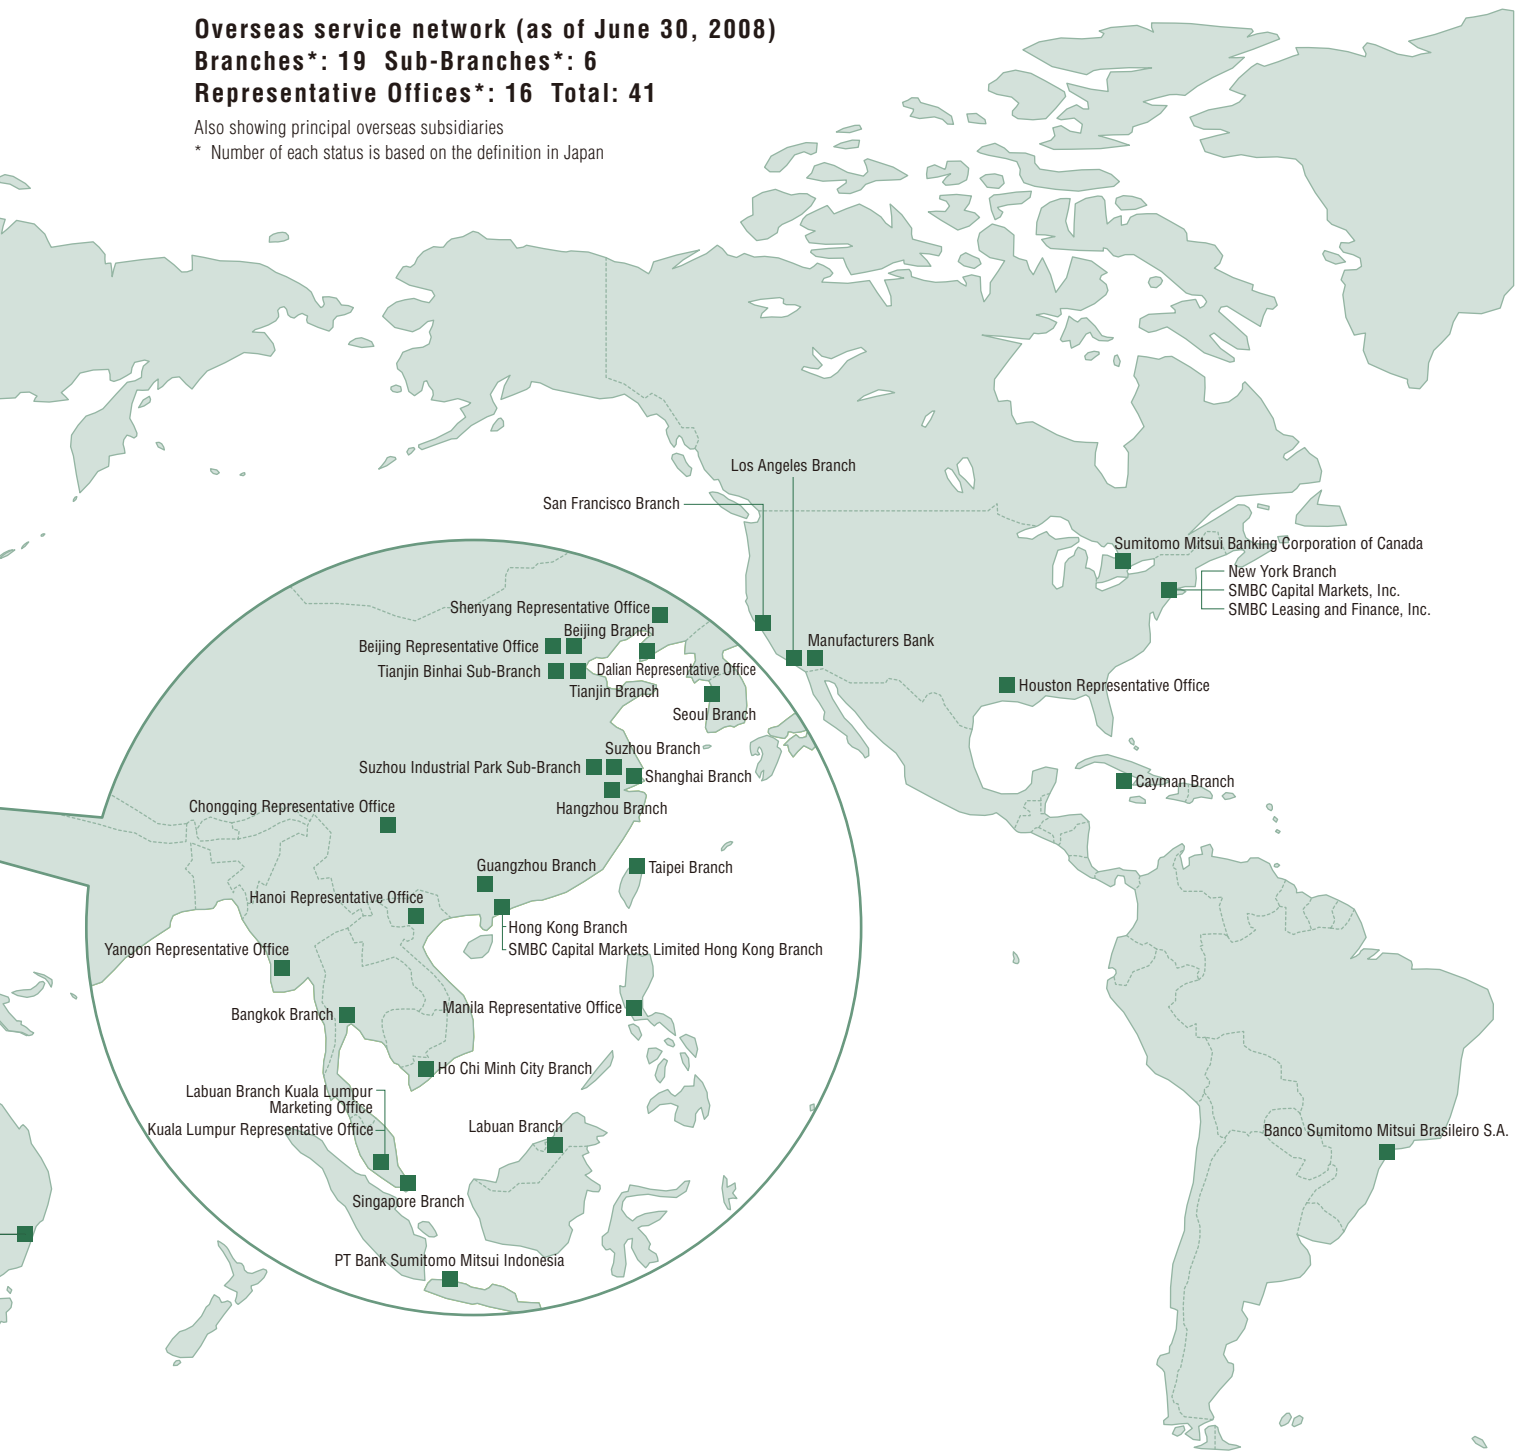 Overseas service network (as of June 30, 2008)
Branches*: 19 Sub-Branches*: 6
Representative Offices*: 16 Total: 41
Also showing principal overseas subsidiaries
* Number of each status is based on the definition in Japan
Los Angeles Branch
San Francisco Branch
Sumitomo Mitsui Banking Corporation of Canada
New York Branch
SMBC Capital Markets, Inc.
SMBC Leasing and Finance, Inc.
Manufacturers Bank
Houston Representative Office
Cayman Branch
Banco Sumitomo Mitsui Brasileiro S.A.
Shenyang Representative Office
Beijing Branch
Beijing Representative Office
Dalian Representative Office
Tianjin Binhai Sub-Branch
Tianjin Branch
Seoul Branch
Suzhou Branch
Suzhou Industrial Park Sub-Branch
Shanghai Branch
Hangzhou Branch
Chongqing Representative Office
Guangzhou Branch
Taipei Branch
Hanoi Representative Office
Hong Kong Branch
SMBC Capital Markets Limited Hong Kong Branch
Yangon Representative Office
Manila Representative Office
Bangkok Branch
Ho Chi Minh City Branch
Labuan Branch Kuala Lumpur
Marketing Office
Kuala Lumpur Representative Office
Labuan Branch
Singapore Branch
PT Bank Sumitomo Mitsui Indonesia